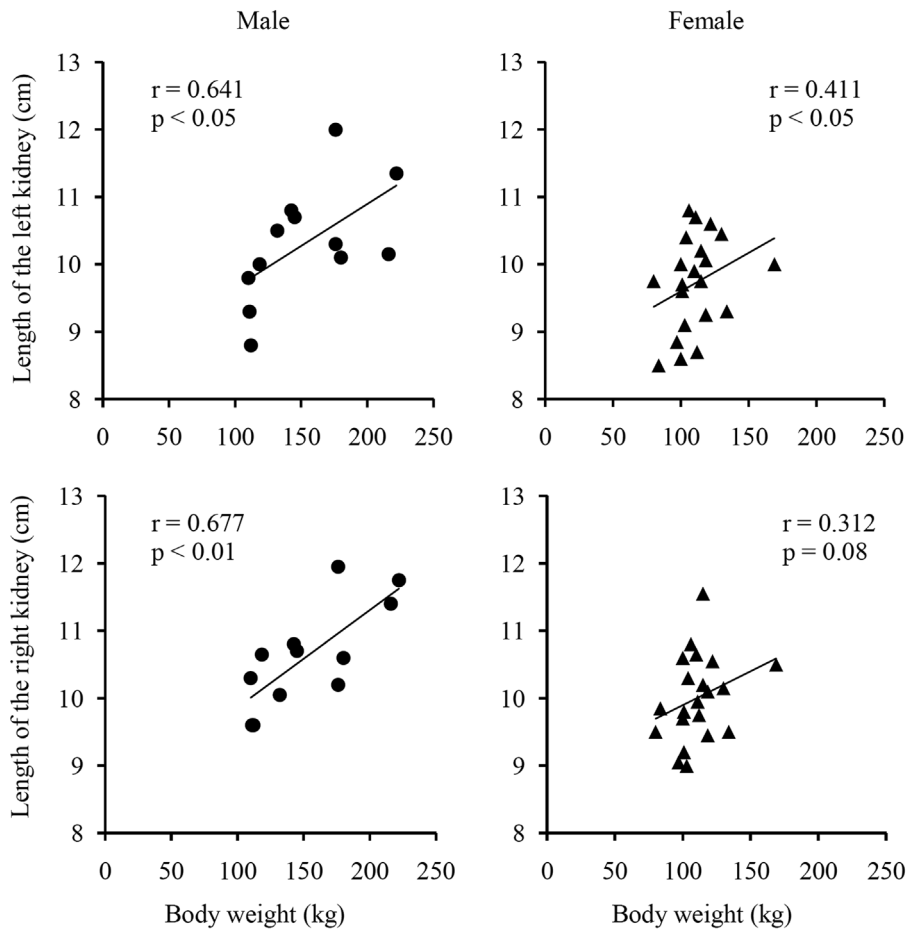 Male
Female
Length of the left kidney (cm)
13
12
11
10
9
8
r = 0.641
p < 0.05
0 50 100 150 200 250
13
12
11
10
9
8
r = 0.411
p < 0.05
0 50 100 150 200 250
Length of the right kidney (cm)
13
12
11
10
9
8
r = 0.677
p < 0.01
0 50 100 150 200 250
Body weight (kg)
13
12
11
10
9
8
r = 0.312
p = 0.08
0 50 100 150 200 250
Body weight (kg)